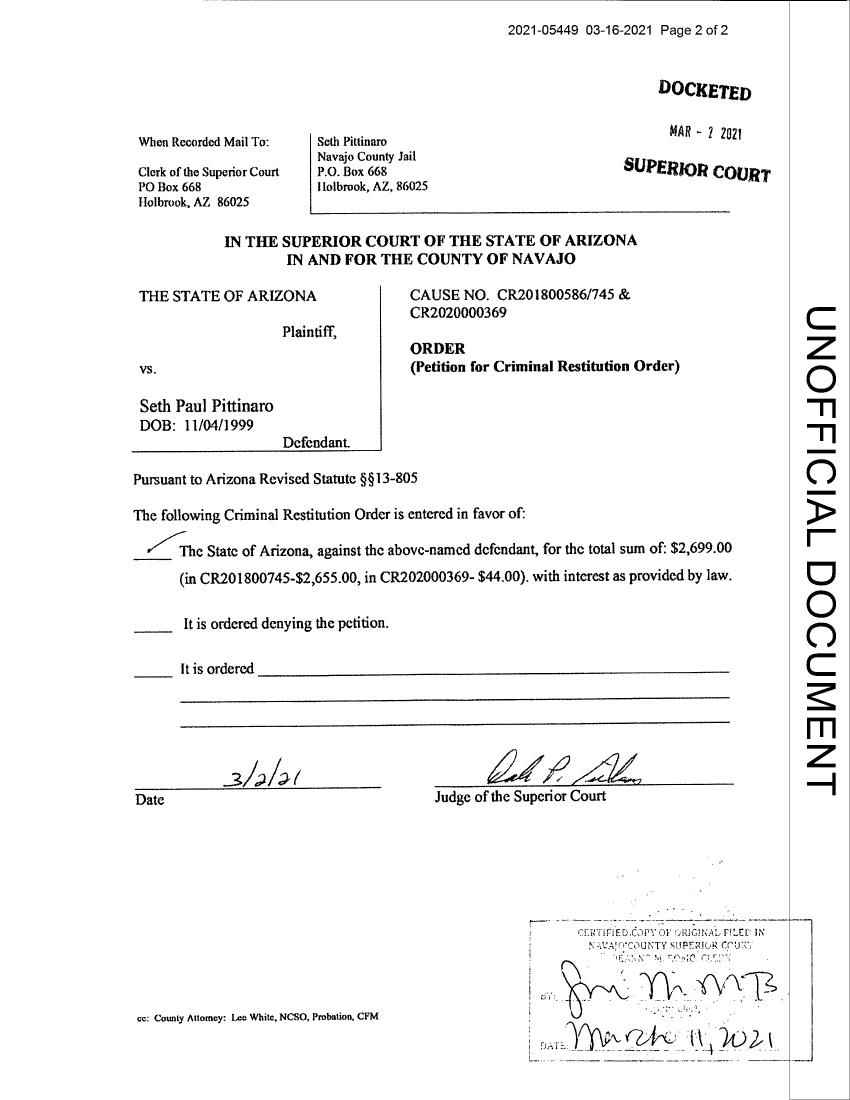 2021-05449 03-16-2021 Page 2 of 2
DOCKETED
MAR - 2 2021
SUPERIOR COURT
When Recorded Mail To:
Clerk of the Superior Court
PO Box 668
Holbrook, AZ 86025
Seth Pittinaro
Navajo County Jail
P.O. Box 668
Holbrook, AZ, 86025
IN THE SUPERIOR COURT OF THE STATE OF ARIZONA
IN AND FOR THE COUNTY OF NAVAJO
THE STATE OF ARIZONA
Plaintiff,
vs.
Seth Paul Pittinaro
DOB: 11/04/1999
Defendant.
CAUSE NO. CR201800586/745 &
CR2020000369
ORDER
(Petition for Criminal Restitution Order)
Pursuant to Arizona Revised Statute §§13-805
The following Criminal Restitution Order is entered in favor of:
The State of Arizona, against the above-named defendant, for the total sum of: $2,699.00
(in CR201800745-$2,655.00, in CR202000369- $44.00). with interest as provided by law.
It is ordered denying the petition.
It is ordered
3/2/21
Date
Dale P.
Judge of the Superior Court
CERTIFIED COPY OF ORIGINAL FILED IN
NAVAJO COUNTY SUPERIOR COURT
CLERK
BY:
DATE: March 11, 2021
cc: County Attorney: Lee White, NCSO, Probation, CFM
UNOFFICIAL DOCUMENT